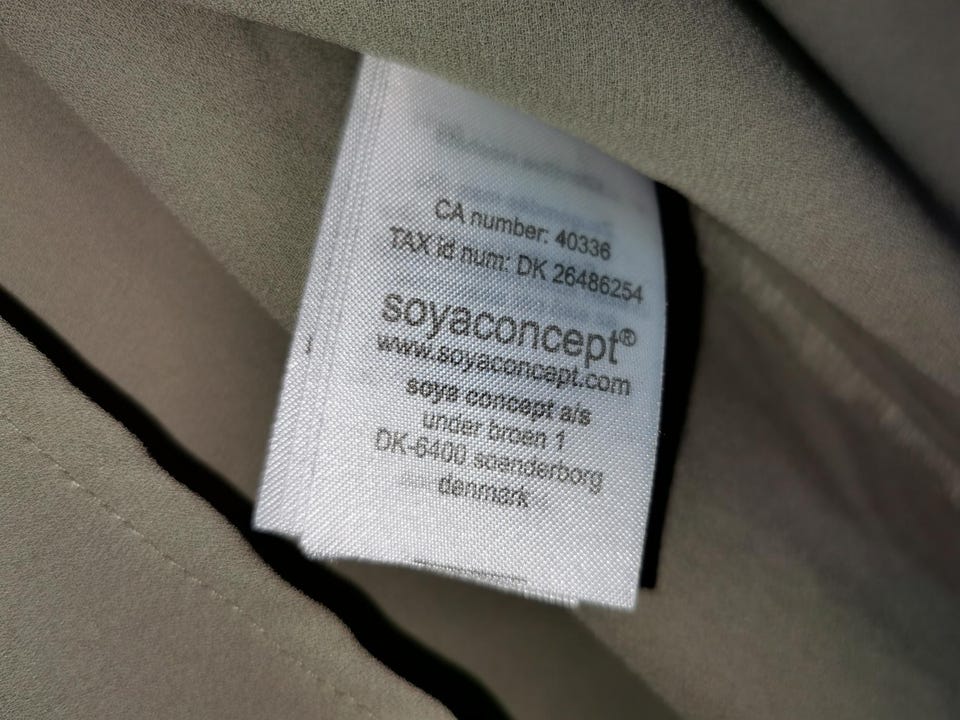 CA number: 40336
TAX id num: DK 26486254
soyaconcept®
www.soyaconcept.com
soya concept a/s
under broen 1
DK-6400 soenderborg
denmark